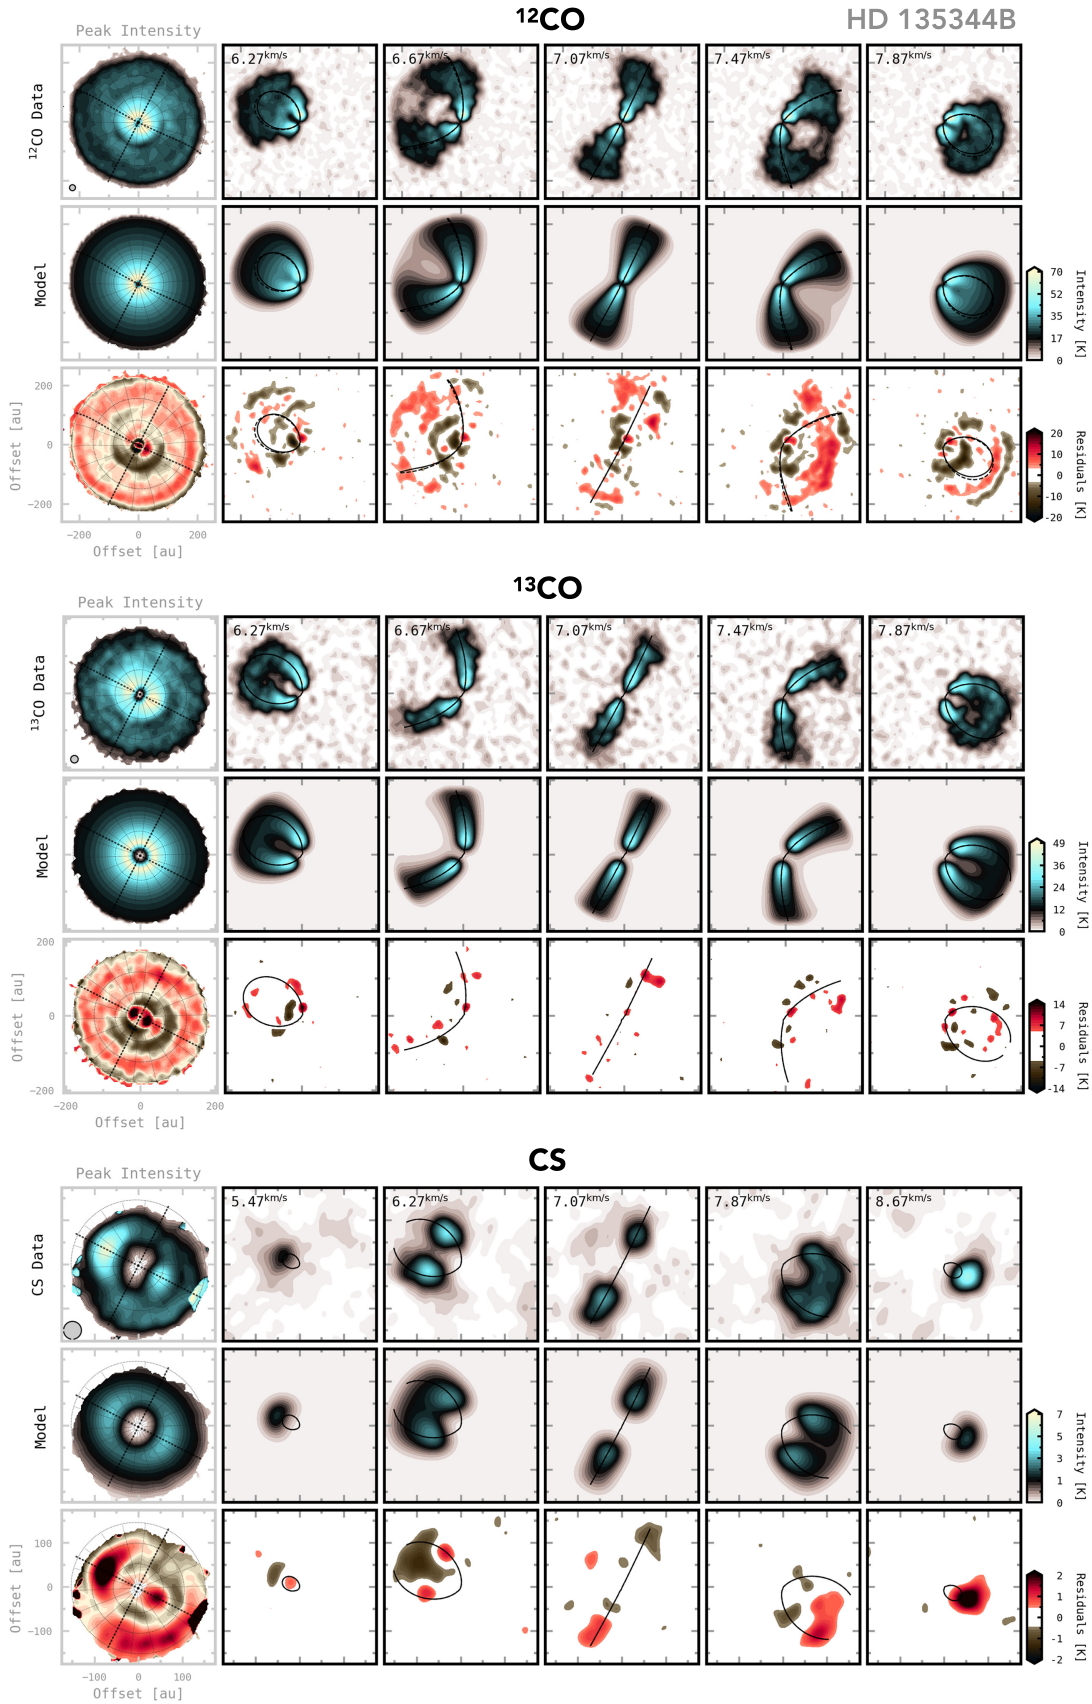 ¹²CO
HD 135344B
Peak Intensity
6.27km/s
6.67km/s
7.07km/s
7.47km/s
7.87km/s
¹²CO Data
Model
70
52
35
17
0
Intensity [K]
200
0
−200
Offset [au]
−200
0
200
Offset [au]
20
10
0
−10
−20
Residuals [K]
¹³CO
Peak Intensity
6.27km/s
6.67km/s
7.07km/s
7.47km/s
7.87km/s
¹³CO Data
Model
49
36
24
12
0
Intensity [K]
200
0
−200
Offset [au]
−200
0
200
Offset [au]
14
7
0
−7
−14
Residuals [K]
CS
Peak Intensity
5.47km/s
6.27km/s
7.07km/s
7.87km/s
8.67km/s
CS Data
Model
7
5
3
1
0
Intensity [K]
100
0
−100
Offset [au]
−100
0
100
Offset [au]
2
1
0
−1
−2
Residuals [K]